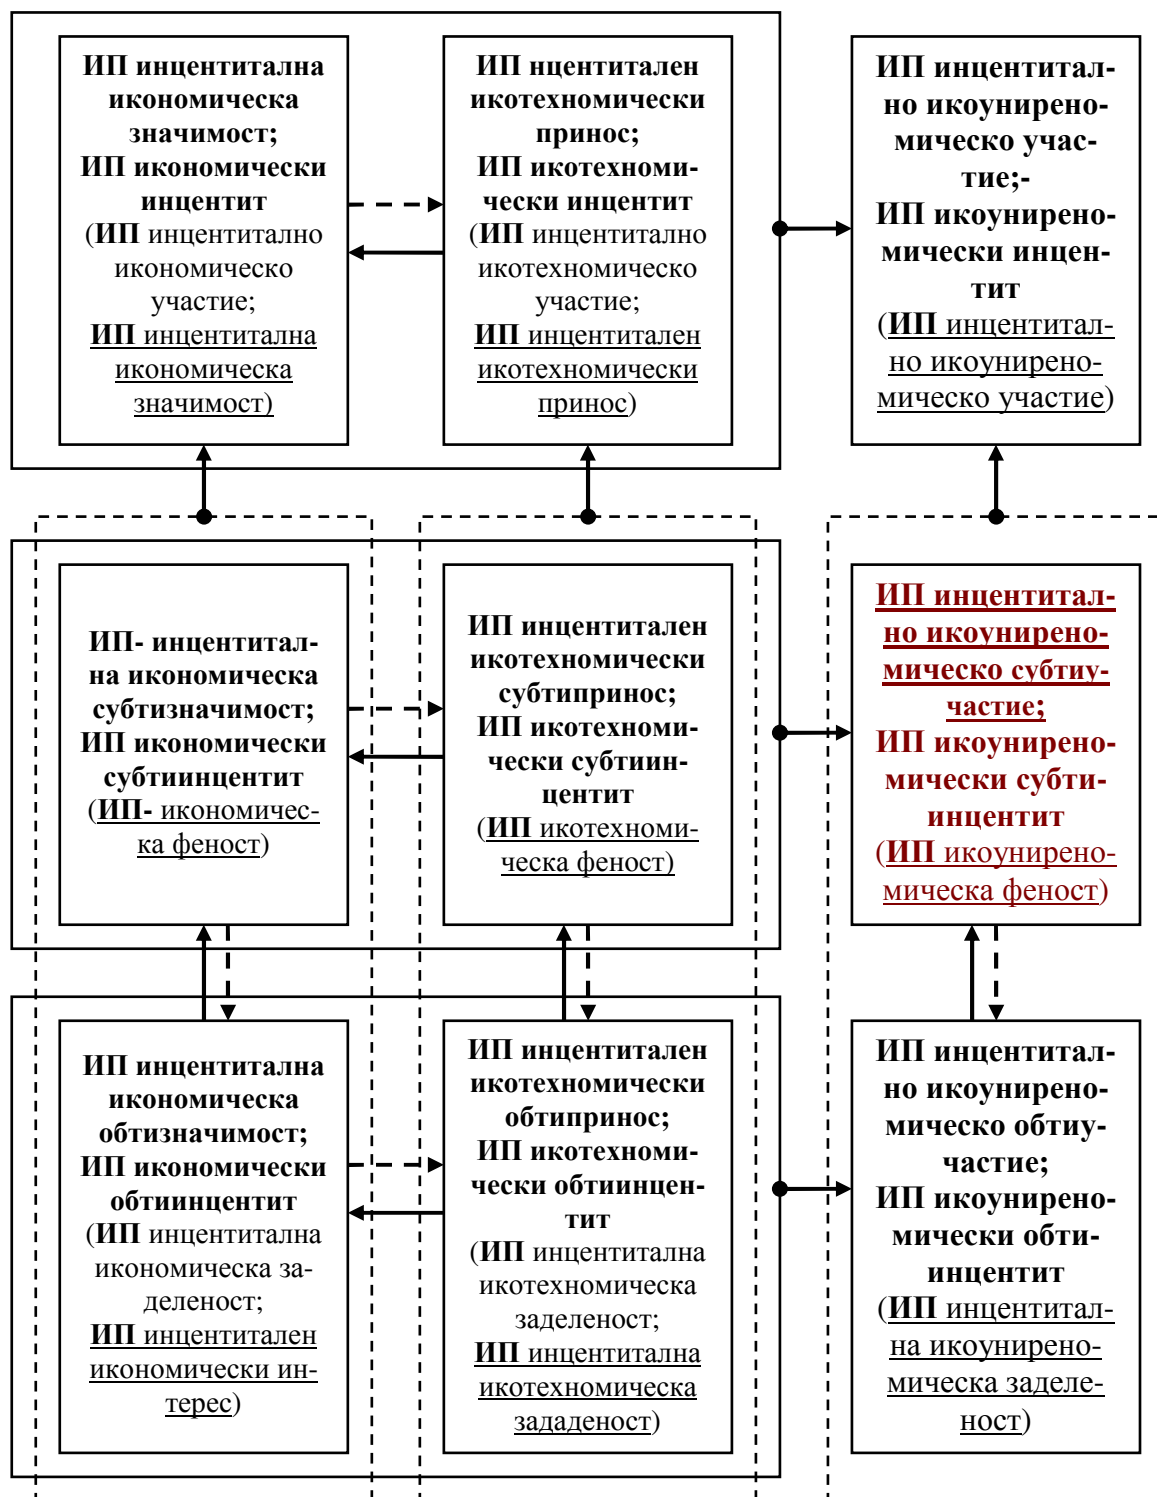 ИП инцентитална
икономическа
значимост;
ИП икономически
инцентит
(ИП инцентитално
икономическо
участие;
ИП инцентитална
икономическа
значимост)
ИП нцентитален
икотехномически
принос;
ИП икотехноми-
чески инцентит
(ИП инцентитално
икотехномическо
участие;
ИП инцентитален
икотехномически
принос)
ИП инцентитал-
но икоунирено-
мическо учас-
тие;-
ИП икоунирено-
мически инцен-
тит
(ИП инцентитал-
но икоунирено-
мическо участие)
ИП- инцентитал-
на икономическа
субтизначимост;
ИП икономически
субтиинцентит
(ИП- икономичес-
ка феност)
ИП инцентитален
икотехномически
субтипринос;
ИП икотехноми-
чески субтиин-
центит
(ИП икотехноми-
ческа феност)
ИП инцентитал-
но икоунирено-
мическо субтиу-
частие;
ИП икоунирено-
мически субти-
инцентит
(ИП икоунирено-
мическа феност)
ИП инцентитална
икономическа
обтизначимост;
ИП икономически
обтиинцентит
(ИП инцентитална
икономическа за-
деленост;
ИП инцентитален
икономически ин-
терес)
ИП инцентитален
икотехномически
обтипринос;
ИП икотехноми-
чески обтиинцен-
тит
(ИП инцентитална
икотехномическа
заделеност;
ИП инцентитална
икотехномическа
зададеност)
ИП инцентитал-
но икоунирено-
мическо обтиу-
частие;
ИП икоунирено-
мически обти-
инцентит
(ИП инцентитал-
на икоунирено-
мическа заделе-
ност)